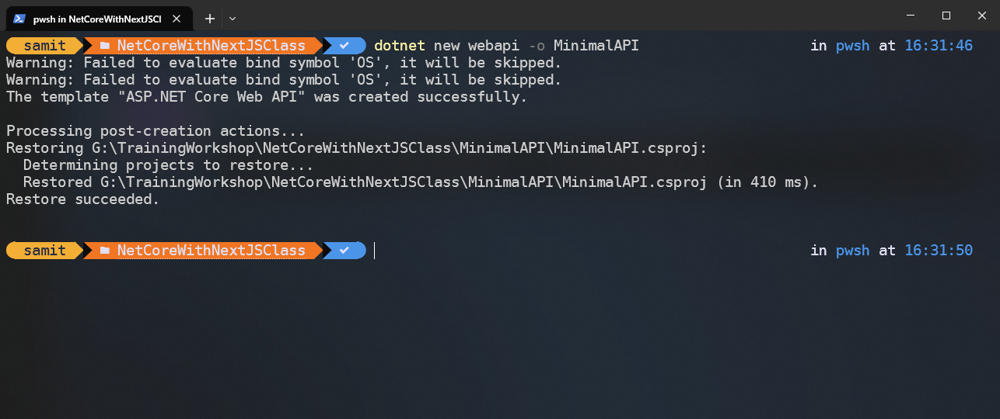 pwsh in NetCoreWithNextJSCl
samit NetCoreWithNextJSClass dotnet new webapi -o MinimalAPI in pwsh at 16:31:46
Warning: Failed to evaluate bind symbol 'OS', it will be skipped.
Warning: Failed to evaluate bind symbol 'OS', it will be skipped.
The template "ASP.NET Core Web API" was created successfully.
Processing post-creation actions...
Restoring G:\TrainingWorkshop\NetCoreWithNextJSClass\MinimalAPI\MinimalAPI.csproj:
  Determining projects to restore...
  Restored G:\TrainingWorkshop\NetCoreWithNextJSClass\MinimalAPI\MinimalAPI.csproj (in 410 ms).
Restore succeeded.
samit NetCoreWithNextJSClass in pwsh at 16:31:50